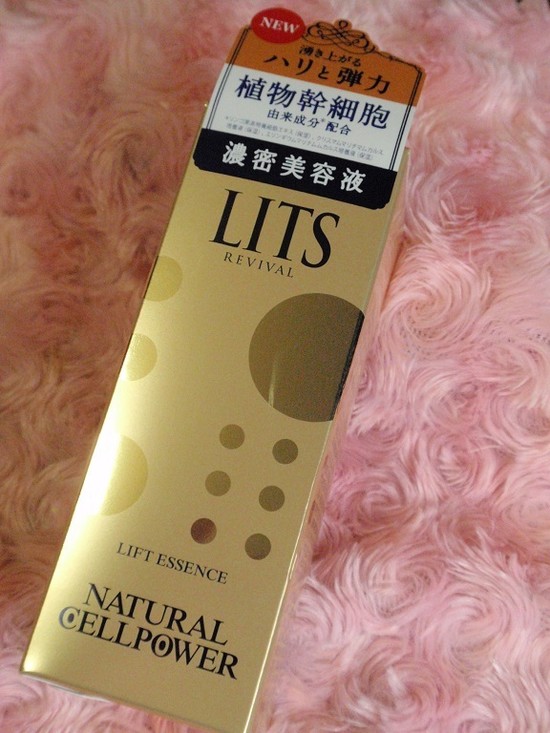 NEW
湧き上がる
ハリと弾力
植物幹細胞
由来成分*配合
濃密美容液
LITS
REVIVAL
LIFT ESSENCE
NATURAL
CELLPOWER